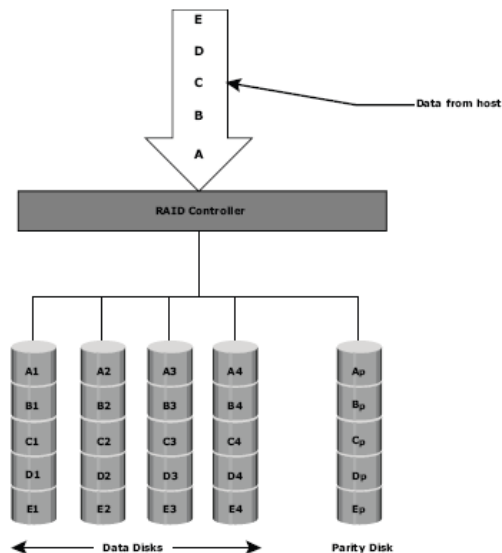 E
D
C
Data from host
B
A
RAID Controller
A1 A2 A3 A4 Ap
B1 B2 B3 B4 Bp
C1 C2 C3 C4 Cp
D1 D2 D3 D4 Dp
E1 E2 E3 E4 Ep
Data Disks Parity Disk